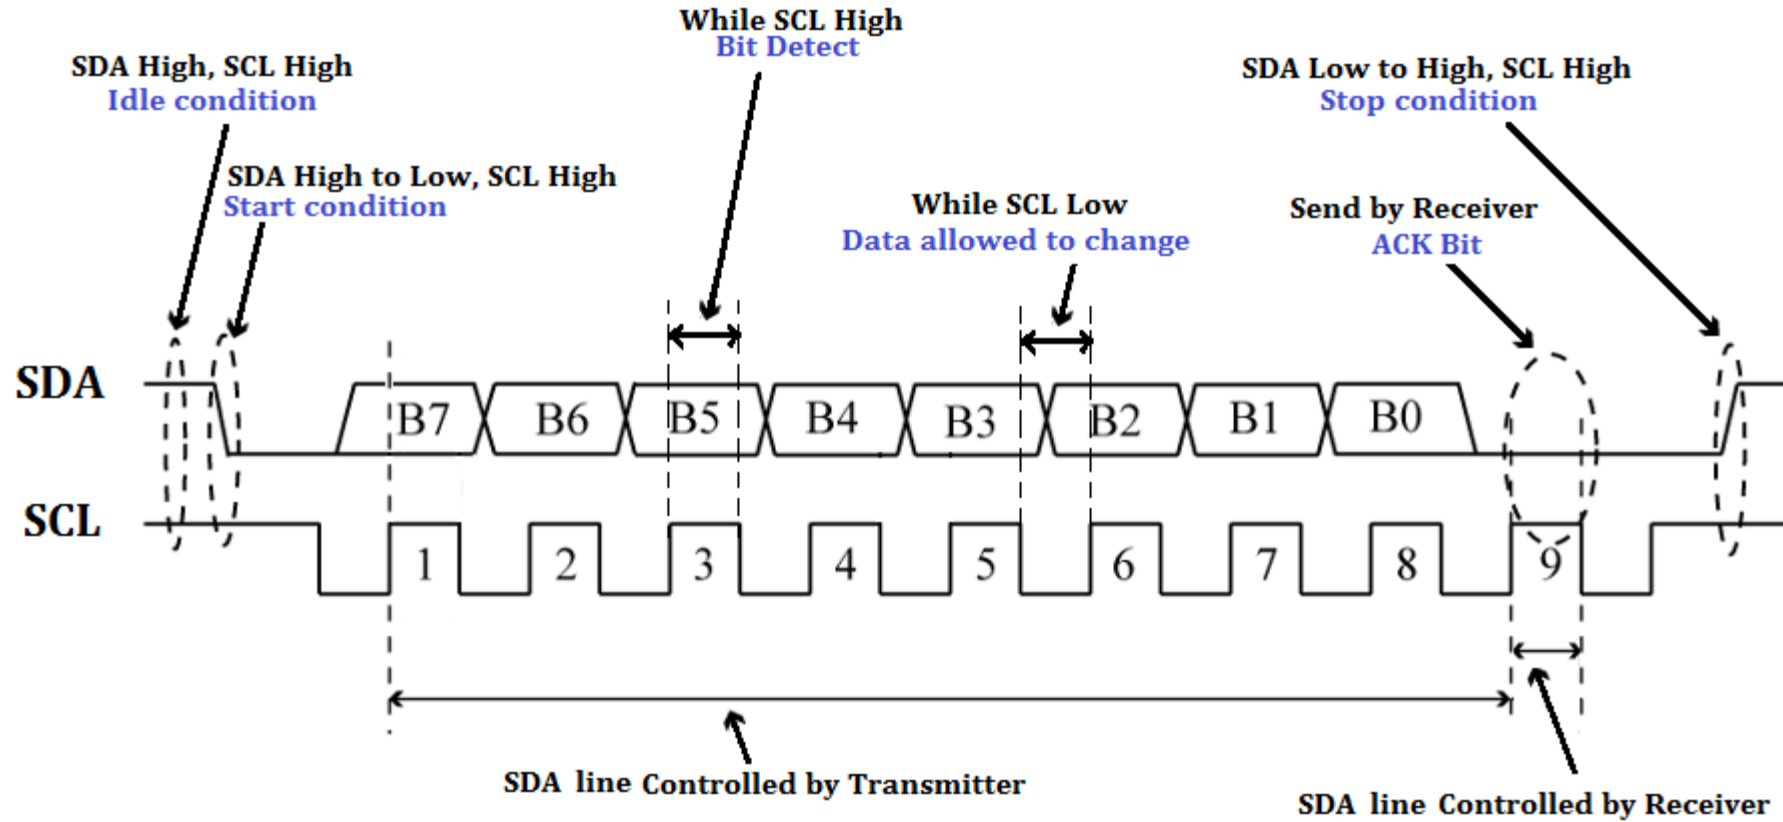 While SCL High
Bit Detect
SDA High, SCL High
Idle condition
SDA Low to High, SCL High
Stop condition
SDA High to Low, SCL High
Start condition
While SCL Low
Data allowed to change
Send by Receiver
ACK Bit
SDA
B7 B6 B5 B4 B3 B2 B1 B0
SCL
1 2 3 4 5 6 7 8 9
SDA line Controlled by Transmitter
SDA line Controlled by Receiver